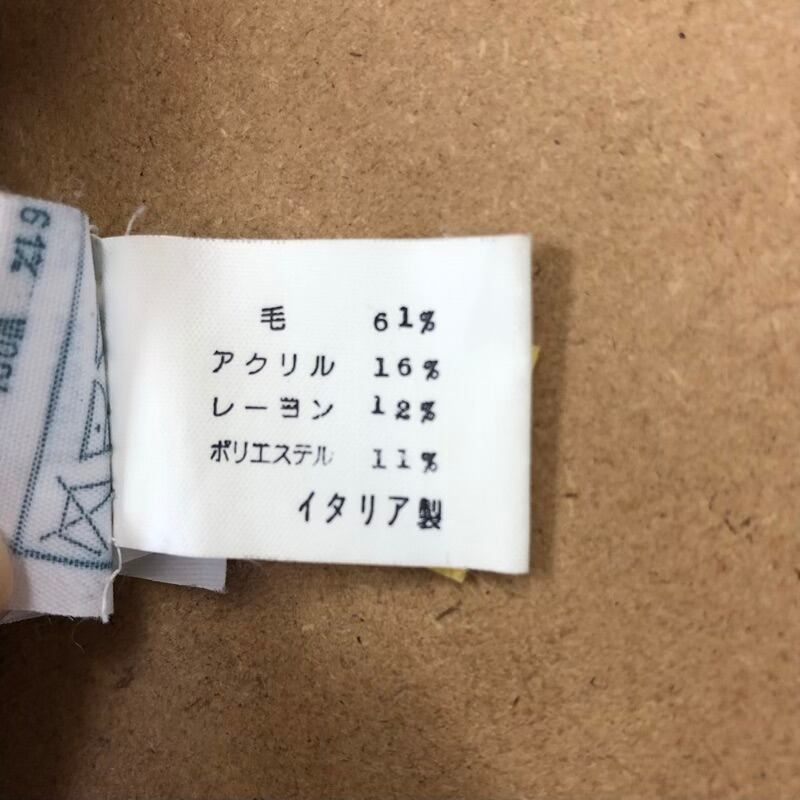 毛 61%
アクリル 16%
レーヨン 12%
ポリエステル 11%
イタリア製
61%